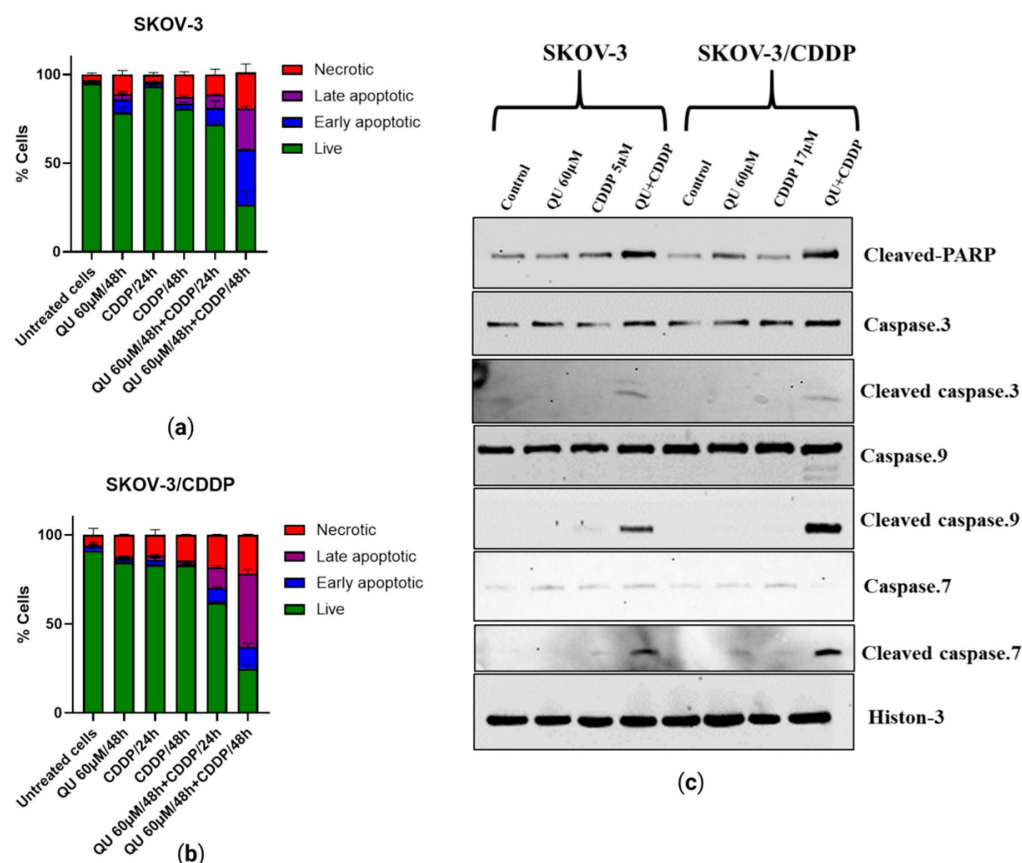 SKOV-3
% Cells
100
50
0
Necrotic
Late apoptotic
Early apoptotic
Live
Untreated cells
QU 60µM/48h
CDDP/24h
CDDP/48h
QU 60µM/48h+CDDP/24h
QU 60µM/48h+CDDP/48h
(a)
SKOV-3/CDDP
% Cells
100
50
0
Necrotic
Late apoptotic
Early apoptotic
Live
Untreated cells
QU 60µM/48h
CDDP/24h
CDDP/48h
QU 60µM/48h+CDDP/24h
QU 60µM/48h+CDDP/48h
(b)
SKOV-3
SKOV-3/CDDP
Control
QU 60µM
CDDP 5µM
QU+CDDP
Control
QU 60µM
CDDP 17µM
QU+CDDP
Cleaved-PARP
Caspase.3
Cleaved caspase.3
Caspase.9
Cleaved caspase.9
Caspase.7
Cleaved caspase.7
Histon-3
(c)